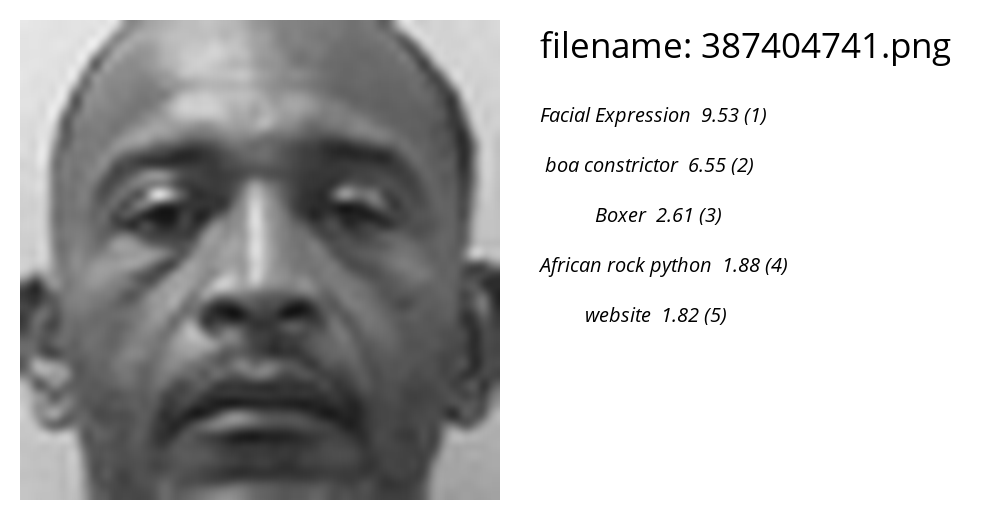 filename: 387404741.png
Facial Expression 9.53 (1)
boa constrictor 6.55 (2)
Boxer 2.61 (3)
African rock python 1.88 (4)
website 1.82 (5)